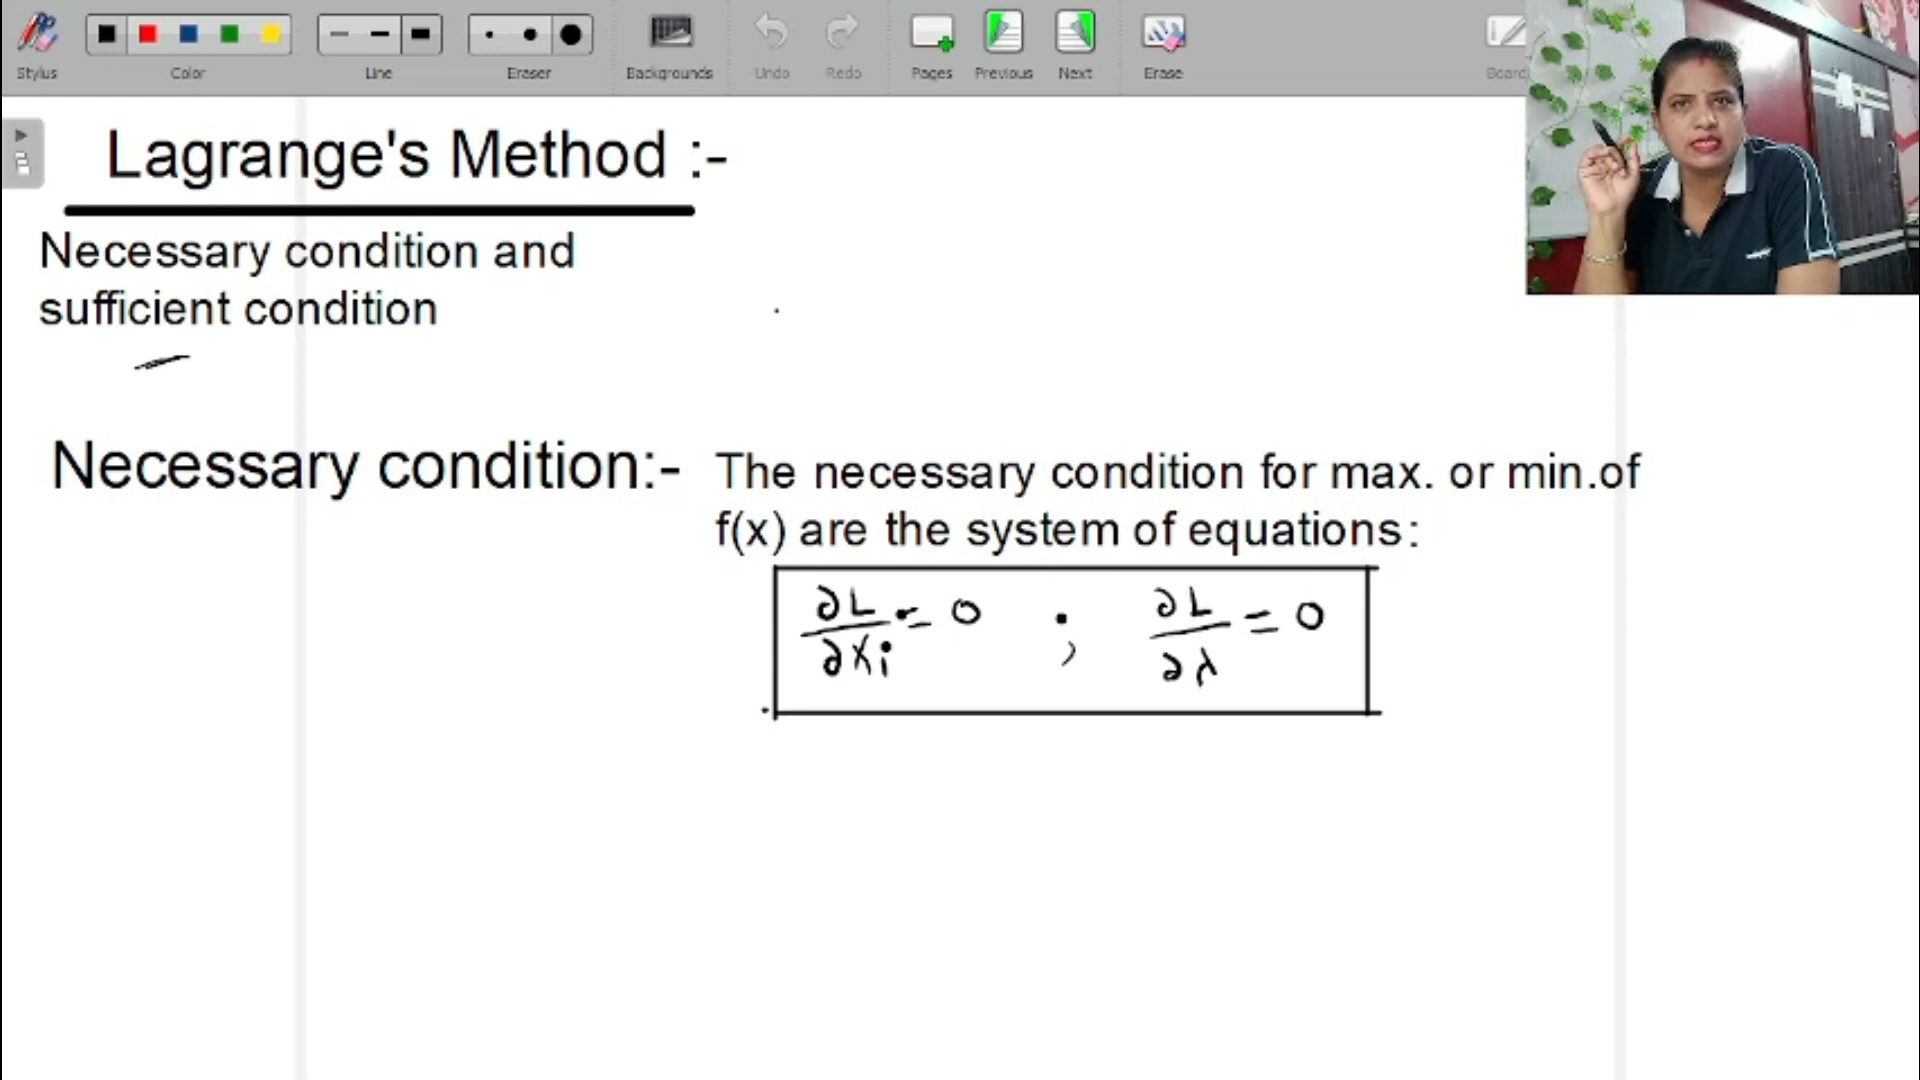 Stylus Color Line Eraser Backgrounds Undo Redo Pages Previous Next Erase Board
Lagrange's Method :-
Necessary condition and
sufficient condition
Necessary condition:- The necessary condition for max. or min.of
f(x) are the system of equations:
∂L/∂xi = 0 ; ∂L/∂λ = 0